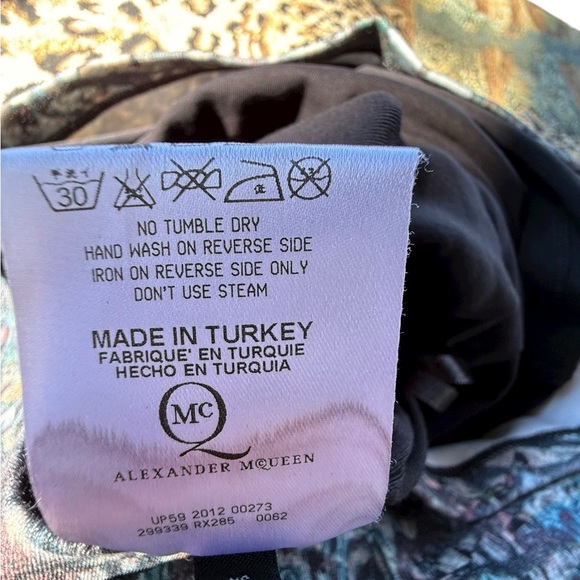 30
NO TUMBLE DRY
HAND WASH ON REVERSE SIDE
IRON ON REVERSE SIDE ONLY
DON'T USE STEAM
MADE IN TURKEY
FABRIQUE' EN TURQUIE
HECHO EN TURQUIA
McQ
ALEXANDER McQUEEN
UP59 2012 00273
299339 RX285 0062